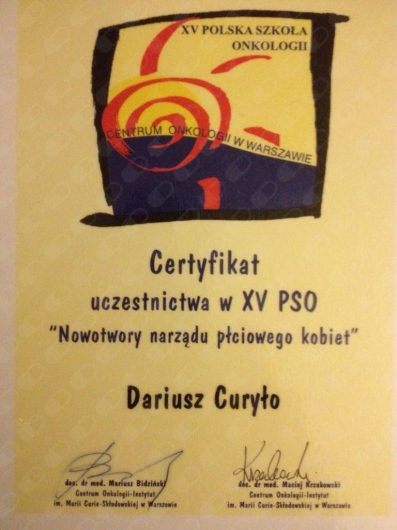 XV POLSKA SZKOŁA
ONKOLOGII
CENTRUM ONKOLOGII W WARSZAWIE
Certyfikat
uczestnictwa w XV PSO
"Nowotwory narządu płciowego kobiet"
Dariusz Curyło
doc. dr med. Mariusz Bidziński
Centrum Onkologii-Instytut
im. Marii Curie-Skłodowskiej w Warszawie
doc. dr med. Maciej Krzakowski
Centrum Onkologii-Instytut
im. Marii Curie-Skłodowskiej w Warszawie